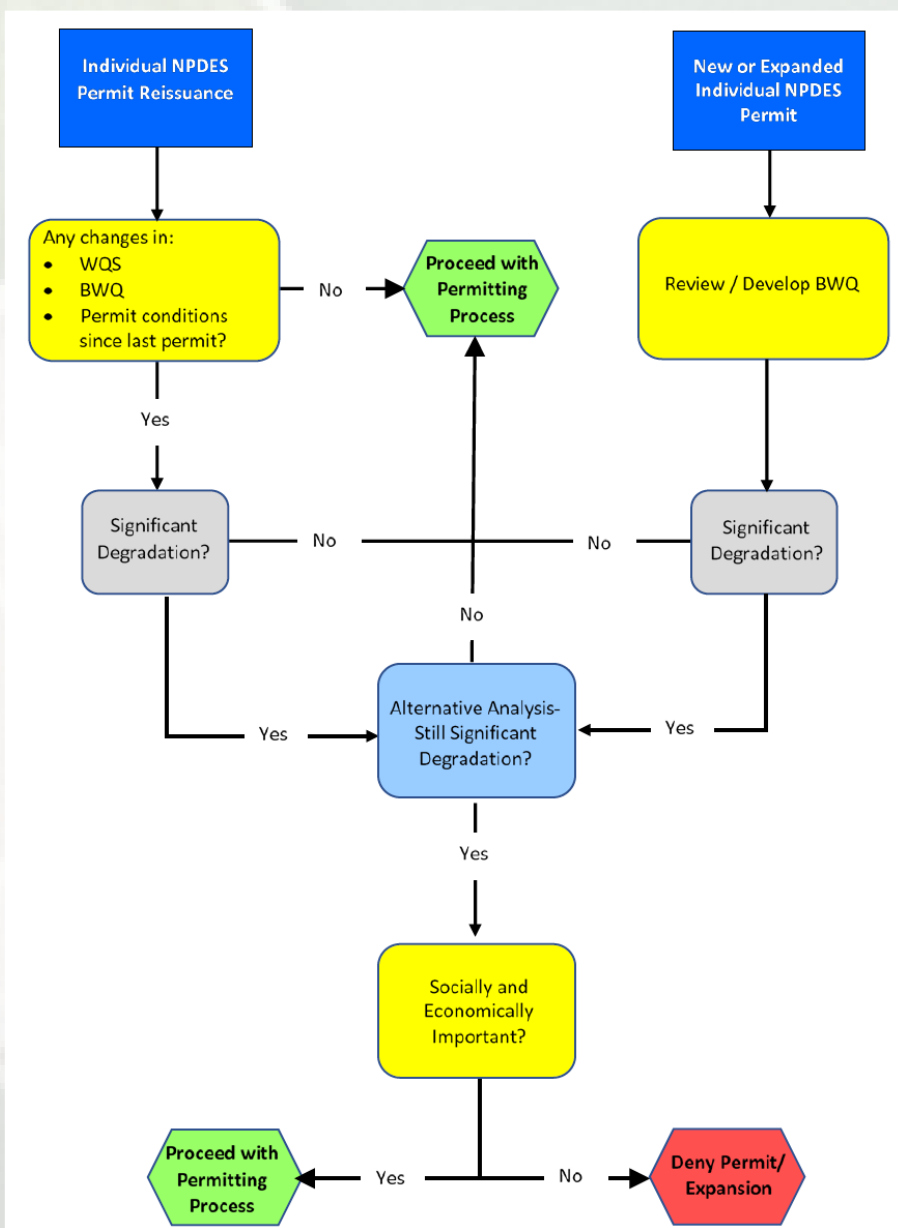 Individual NPDES
Permit Reissuance
New or Expanded
Individual NPDES
Permit
Any changes in:
• WQS
• BWQ
• Permit conditions
since last permit?
No
Proceed with
Permitting
Process
Review / Develop BWQ
Yes
Significant
Degradation?
No
No
Significant
Degradation?
No
Alternative Analysis-
Still Significant
Degradation?
Yes
Yes
Yes
Socially and
Economically
Important?
Proceed with
Permitting
Process
Yes
No
Deny Permit/
Expansion